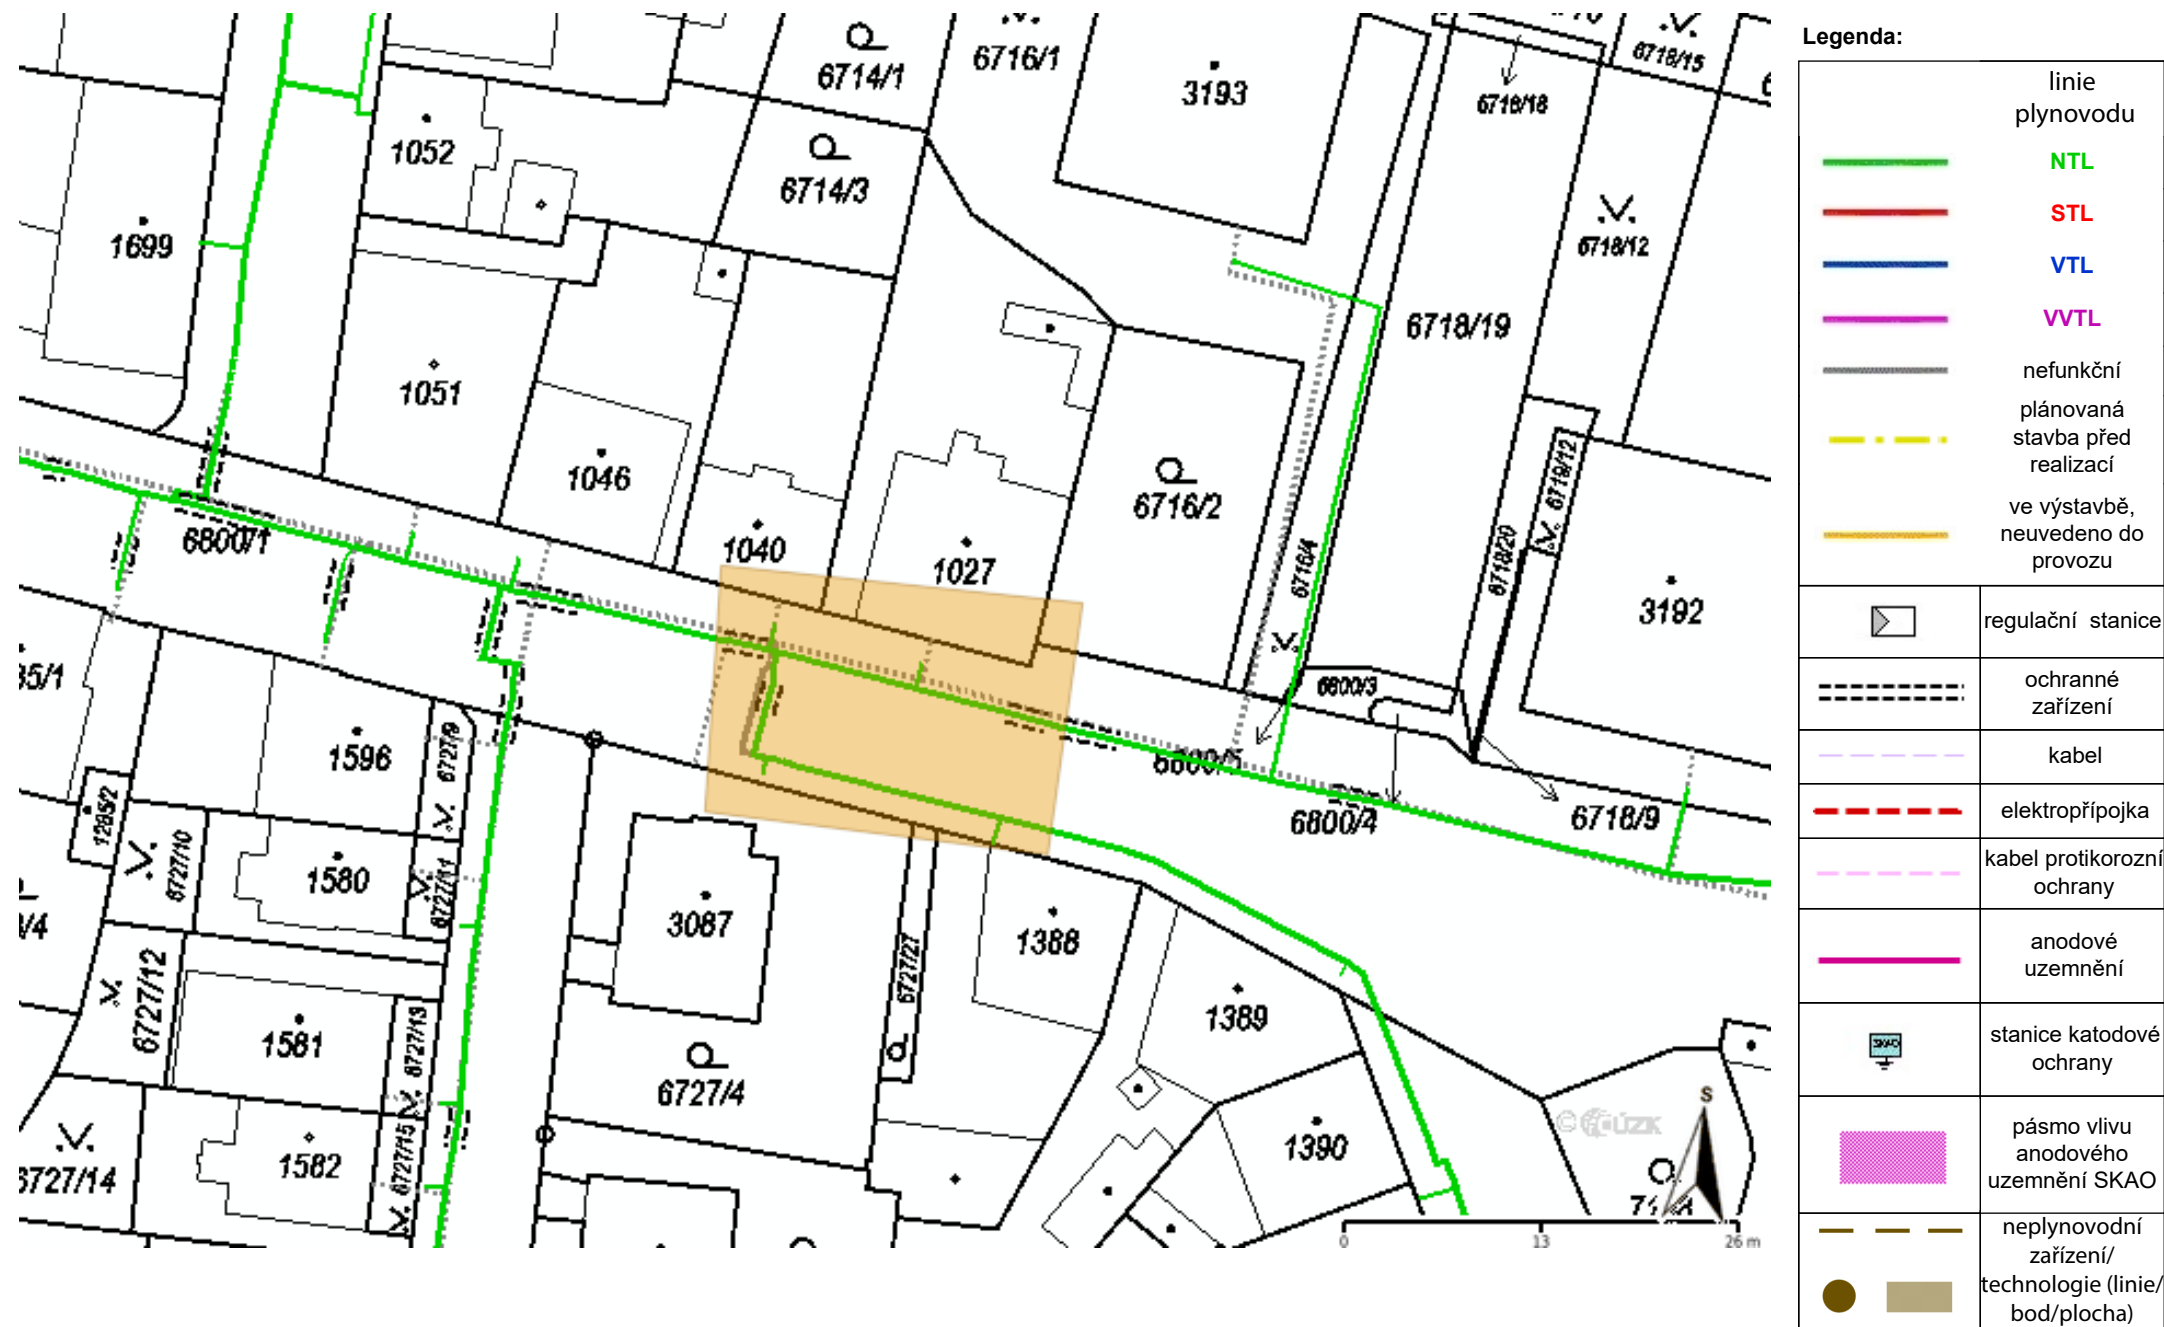 6714/1
6716/1
3193
6718/15
6718/18
1052
6714/3
1699
6718/12
6718/19
1051
1046
6716/2
6719/12
6800/1
1040
1027
6716/4
6718/20
3192
35/1
6800/3
1596
6727/9
6800/4
6718/9
1285/2
6727/10
1580
6727/11
3087
1388
6727/27
6727/12
1581
6727/13
1389
6727/4
6727/14
6727/15
1582
1390
S
0
13
26 m
Legenda:
linie
plynovodu
NTL
STL
VTL
VVTL
nefunkční
plánovaná
stavba před
realizací
ve výstavbě,
neuvedeno do
provozu
regulační stanice
ochranné
zařízení
kabel
elektropřípojka
kabel protikorozní
ochrany
anodové
uzemnění
SKAO
stanice katodové
ochrany
pásmo vlivu
anodového
uzemnění SKAO
neplynovodní
zařízení/
technologie (linie/
bod/plocha)